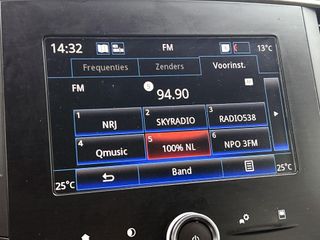 14:32 FM 13°C
Frequenties Zenders Voorinst.
FM
94.90
1 NRJ 2 SKYRADIO 3 RADIO538
4 Qmusic 5 100% NL 6 NPO 3FM
25°C Band 25°C